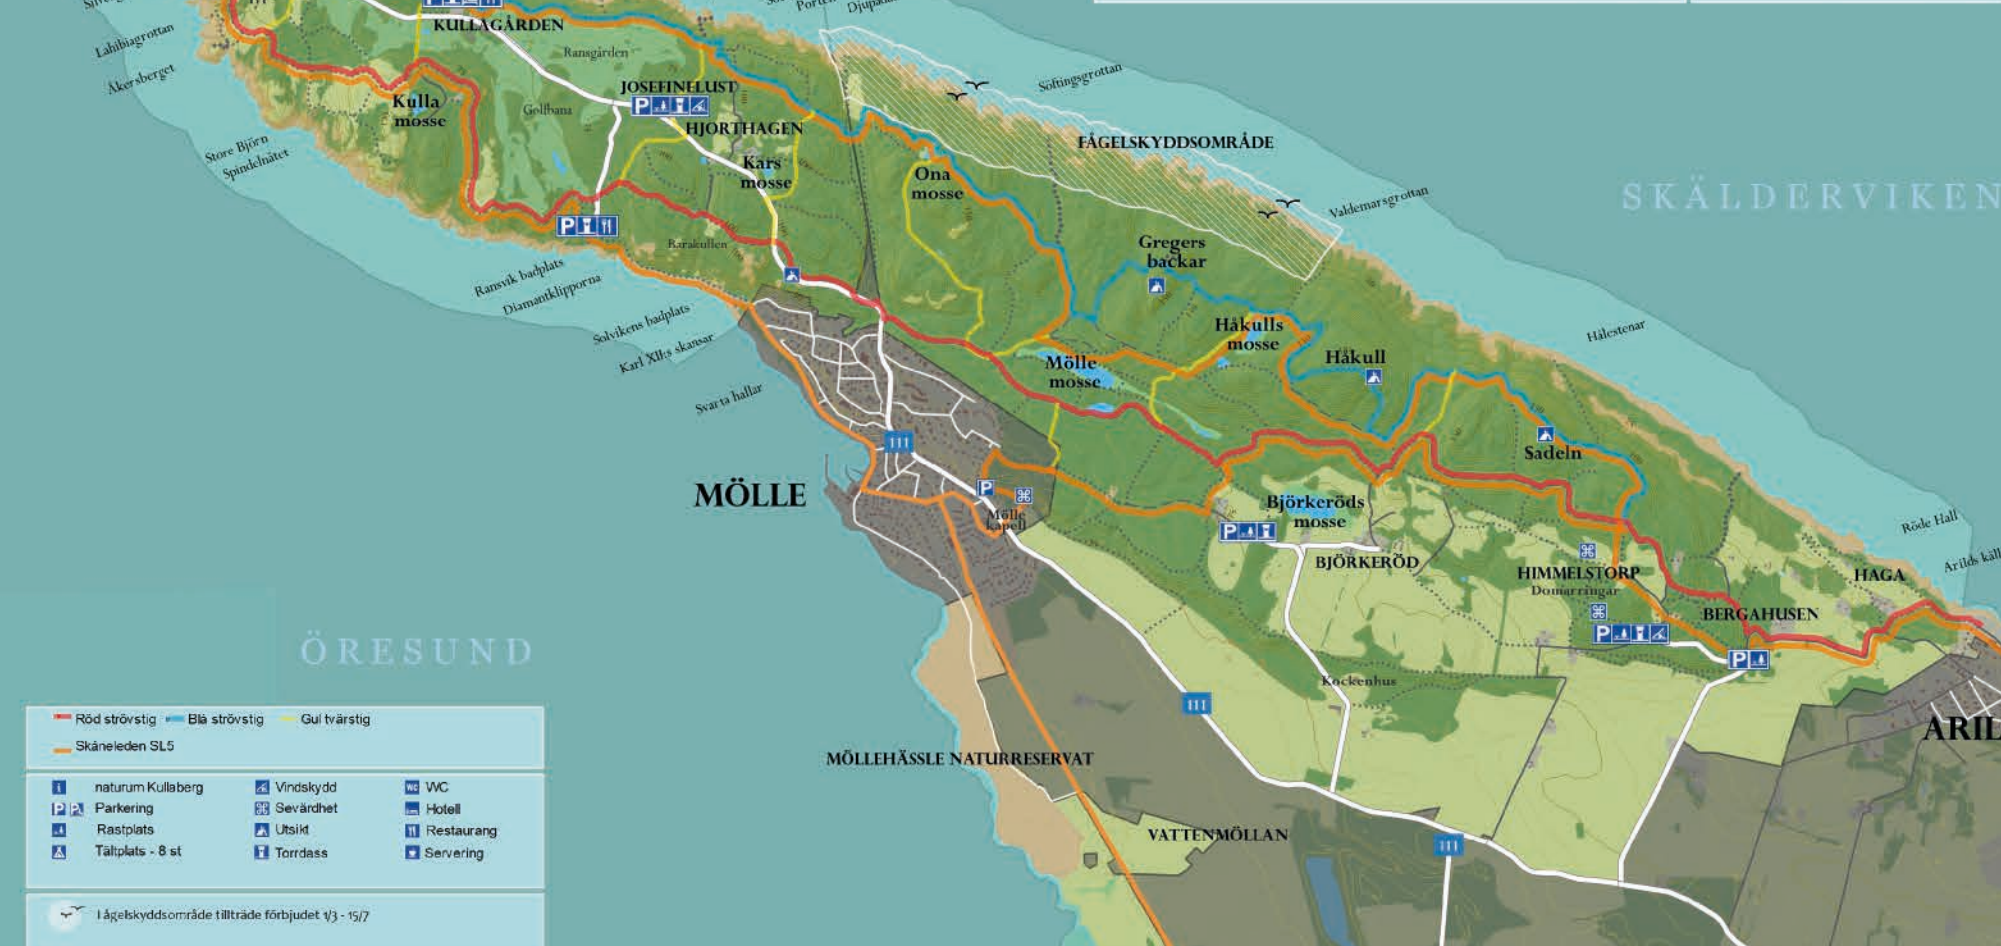 KULLAGÅRDEN
Lahibiagrottan
Åkersberget
Ransgården
Söftingsgrottan
JOSEFINELUST
P
Kulla
mosse
Golfbana
HJORTHAGEN
FÅGELSKYDDSOMRÅDE
Store Björn
Spindelnätet
Kars
mosse
Ona
mosse
Valdemarsgrottan
SKÄLDERVIKEN
P
Barakullen
Gregers
backar
Ransvik badplats
Diamantklipporna
Solvikens badplats
Karl XII:s skansar
Håkulls
mosse
Hålestenar
Mölle
mosse
Håkull
Svarta hallar
111
Sadeln
MÖLLE
P
Mölle
kapell
Björkeröds
mosse
P
Röde Hall
BJÖRKERÖD
HIMMELSTORP
Domarringar
HAGA
Arilds
BERGAHUSEN
P
P
ÖRESUND
Kockenhus
111
ARIL
MÖLLEHÄSSLE NATURRESERVAT
VATTENMÖLLAN
111
Röd strövstig Blå strövstig Gul tvärstig
Skåneleden SL5
i naturum Kullaberg Vindskydd WC WC
P P Parkering Sevärdhet Hotell
Rastplats Utsikt Restaurang
Tältplats - 8 st Torrdass Servering
I ågelskyddsområde tillträde förbjudet 1/3 - 15/7